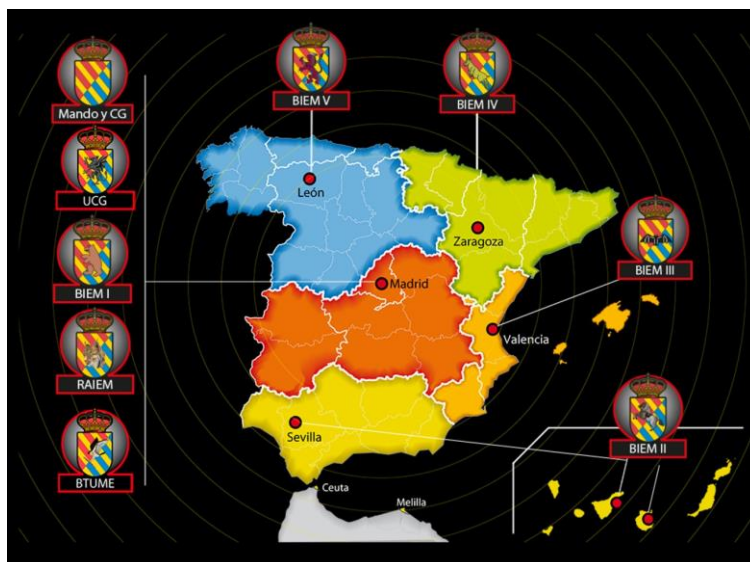 BIEM V
BIEM IV
Mando y CG
UCG
León
Zaragoza
BIEM III
BIEM I
Madrid
Valencia
RAIEM
Sevilla
BIEM II
BTUME
Ceuta
Melilla